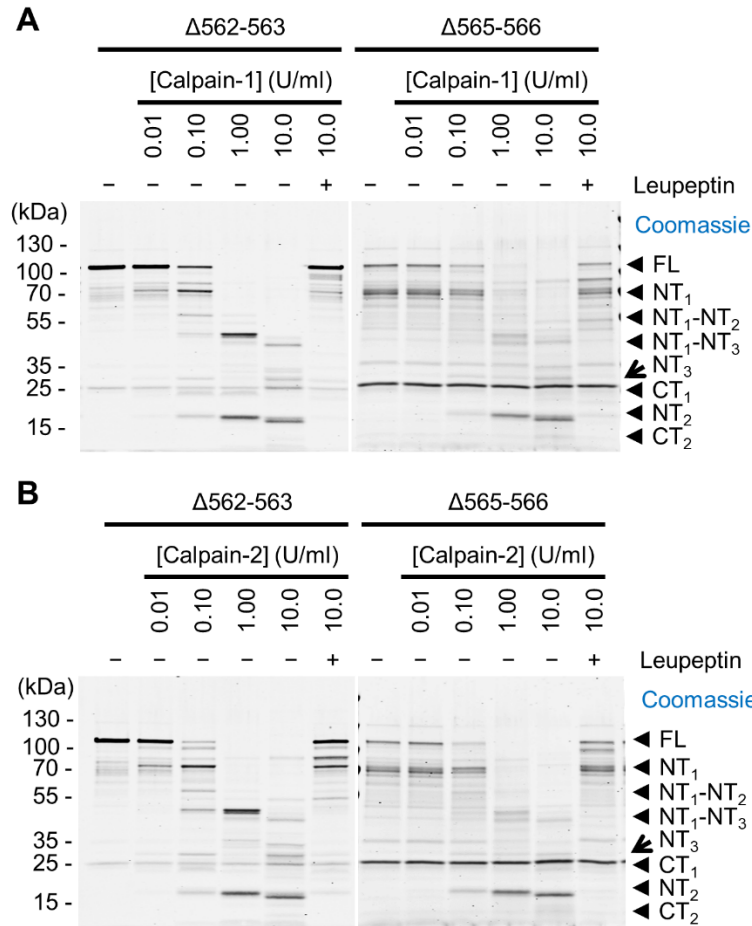 A
Δ562-563 Δ565-566
[Calpain-1] (U/ml) [Calpain-1] (U/ml)
0.01 0.10 1.00 10.0 10.0 0.01 0.10 1.00 10.0 10.0
– – – – – + – – – – – + Leupeptin
(kDa)
Coomassie
130 -
100 -
70 -
55 -
35 -
25 -
15 -
FL
NT₁
NT₁-NT₂
NT₁-NT₃
NT₃
CT₁
NT₂
CT₂
B
Δ562-563 Δ565-566
[Calpain-2] (U/ml) [Calpain-2] (U/ml)
0.01 0.10 1.00 10.0 10.0 0.01 0.10 1.00 10.0 10.0
– – – – – + – – – – – + Leupeptin
(kDa)
Coomassie
130 -
100 -
70 -
55 -
35 -
25 -
15 -
FL
NT₁
NT₁-NT₂
NT₁-NT₃
NT₃
CT₁
NT₂
CT₂